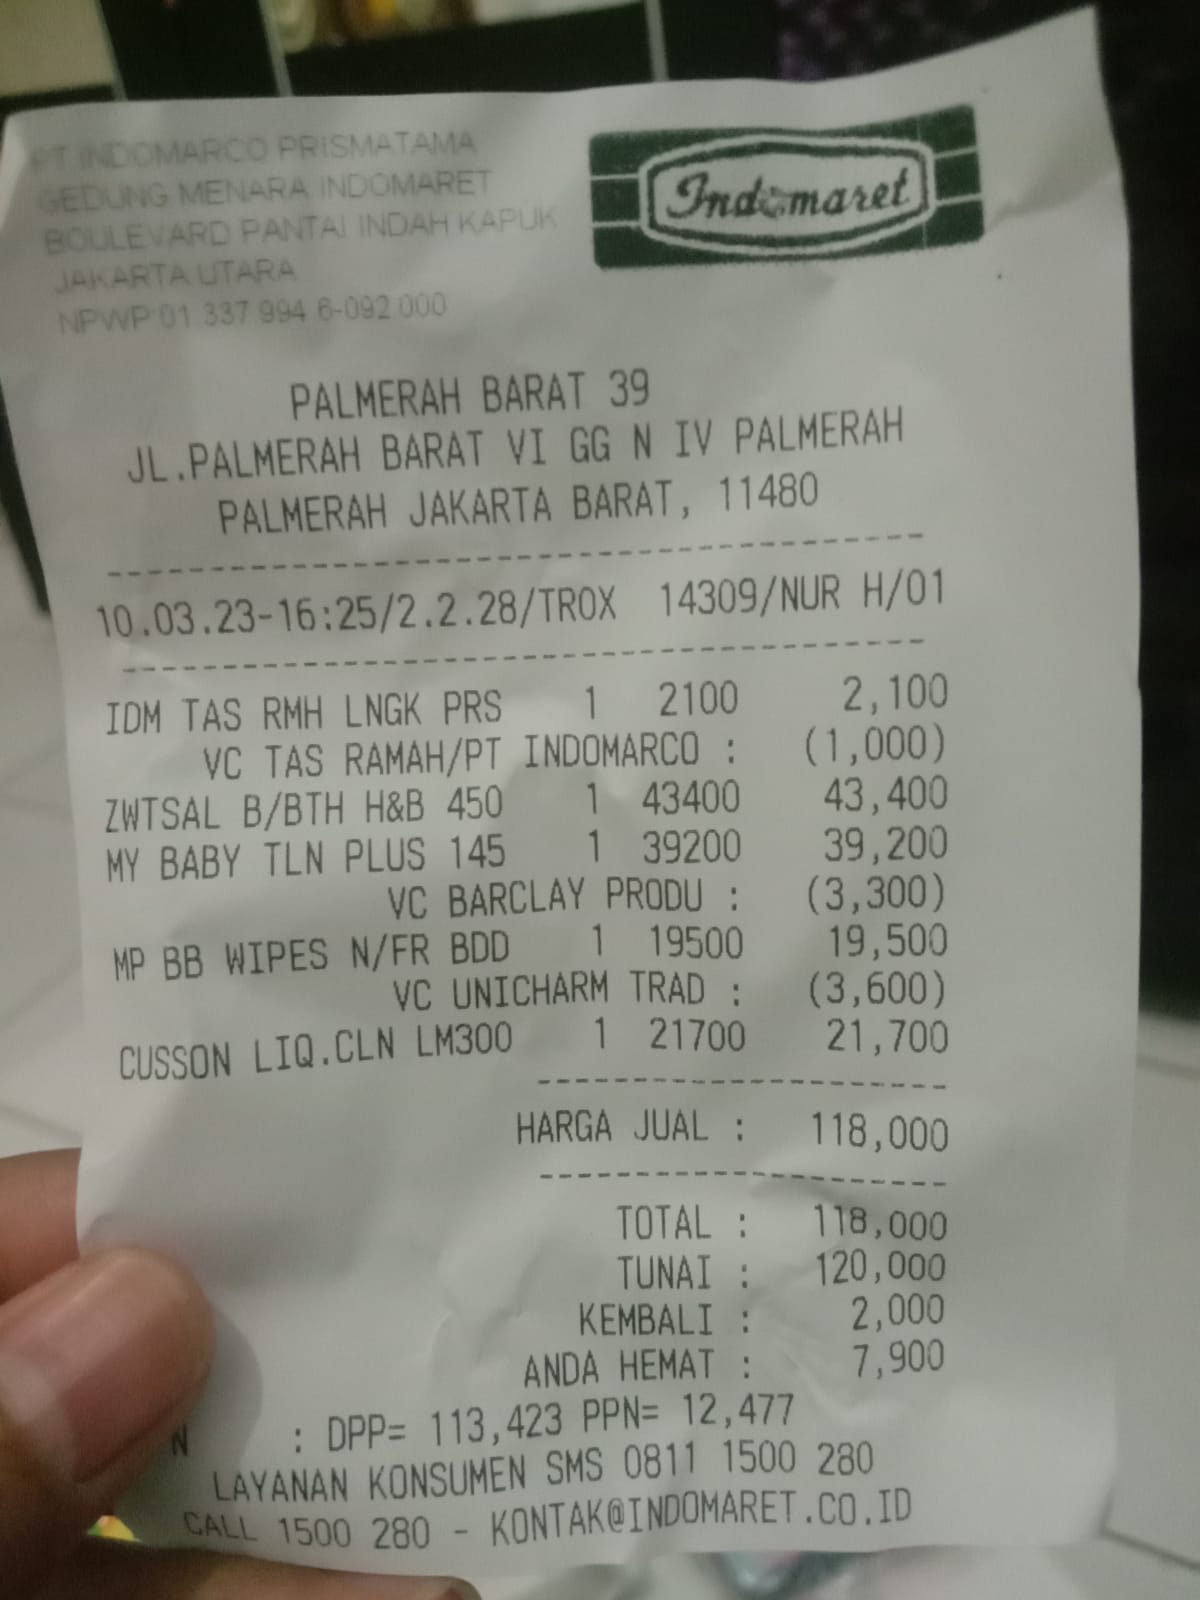 PT.INDOMARCO PRISMATAMA
GEDUNG MENARA INDOMARET
BOULEVARD PANTAI INDAH KAPUK
JAKARTA UTARA
NPWP:01.337.994.6-092.000
Indomaret
PALMERAH BARAT 39
JL.PALMERAH BARAT VI GG N IV PALMERAH
PALMERAH JAKARTA BARAT, 11480
10.03.23-16:25/2.2.28/TROX 14309/NUR H/01
IDM TAS RMH LNGK PRS 1 2100 2,100
VC TAS RAMAH/PT INDOMARCO : (1,000)
ZWTSAL B/BTH H&B 450 1 43400 43,400
MY BABY TLN PLUS 145 1 39200 39,200
VC BARCLAY PRODU : (3,300)
MP BB WIPES N/FR BDD 1 19500 19,500
VC UNICHARM TRAD : (3,600)
CUSSON LIQ.CLN LM300 1 21700 21,700
HARGA JUAL : 118,000
TOTAL : 118,000
TUNAI : 120,000
KEMBALI : 2,000
ANDA HEMAT : 7,900
N : DPP= 113,423 PPN= 12,477
LAYANAN KONSUMEN SMS 0811 1500 280
CALL 1500 280 - KONTAK@INDOMARET.CO.ID